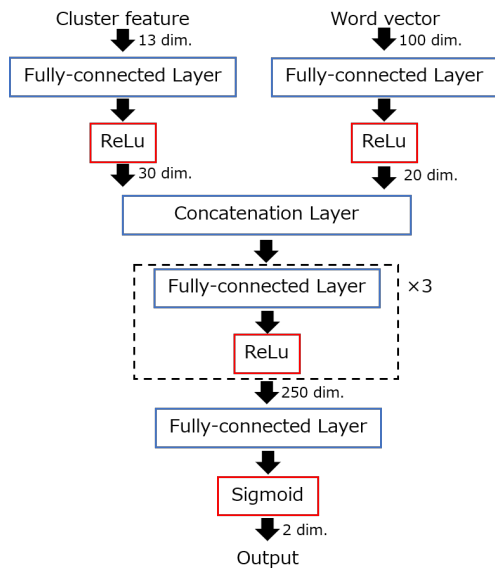 Cluster feature
Word vector
13 dim.
100 dim.
Fully-connected Layer
Fully-connected Layer
ReLu
ReLu
30 dim.
20 dim.
Concatenation Layer
Fully-connected Layer
×3
ReLu
250 dim.
Fully-connected Layer
Sigmoid
2 dim.
Output